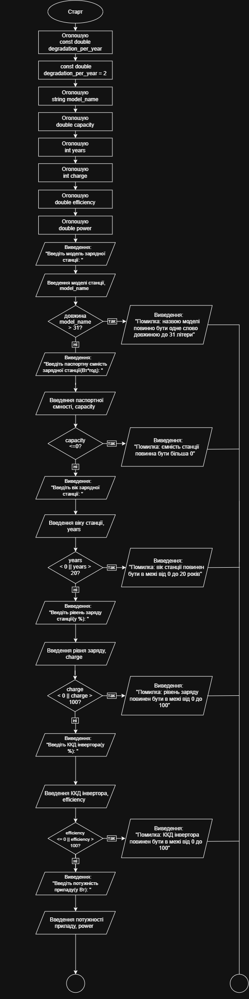 Старт
Оголошую
const double
degradation_per_year
const double
degradation_per_year = 2
Оголошую
string model_name
Оголошую
double capacity
Оголошую
int years
Оголошую
int charge
Оголошую
double efficiency
Оголошую
double power
Виведення:
"Введіть модель зарядної
станції: "
Введення моделі станції,
model_name
довжина
model_name
> 31?
так
Виведення:
"Помилка: назвою моделі
повинно бути одне слово
довжиною до 31 літери"
ні
Виведення:
"Введіть паспортну ємність
зарядної станції(Вт*год): "
Введення паспортної
ємності, capacity
capacity
<=0?
так
Виведення:
"Помилка: ємність станції
повинна бути більша 0"
ні
Виведення:
"Введіть вік зарядної
станції: "
Введення віку станції,
years
years
< 0 || years >
20?
так
Виведення:
"Помилка: вік станції повинен
бути в межі від 0 до 20 років"
ні
Виведення:
"Введіть рівень заряду
станції(у %): "
Введення рівня заряду,
charge
charge
< 0 || charge >
100?
так
Виведення:
"Помилка: рівень заряду
повинен бути в межі від 0 до
100"
ні
Виведення:
"Введіть ККД інвертора(у
%): "
Введення ККД інвертора,
efficiency
efficiency
<= 0 || efficiency >
100?
так
Виведення:
"Помилка: ККД інвертора
повинен бути в межі від 0 до
100"
ні
Виведення:
"Введіть потужність
приладу(у Вт): "
Введення потужності
приладу, power